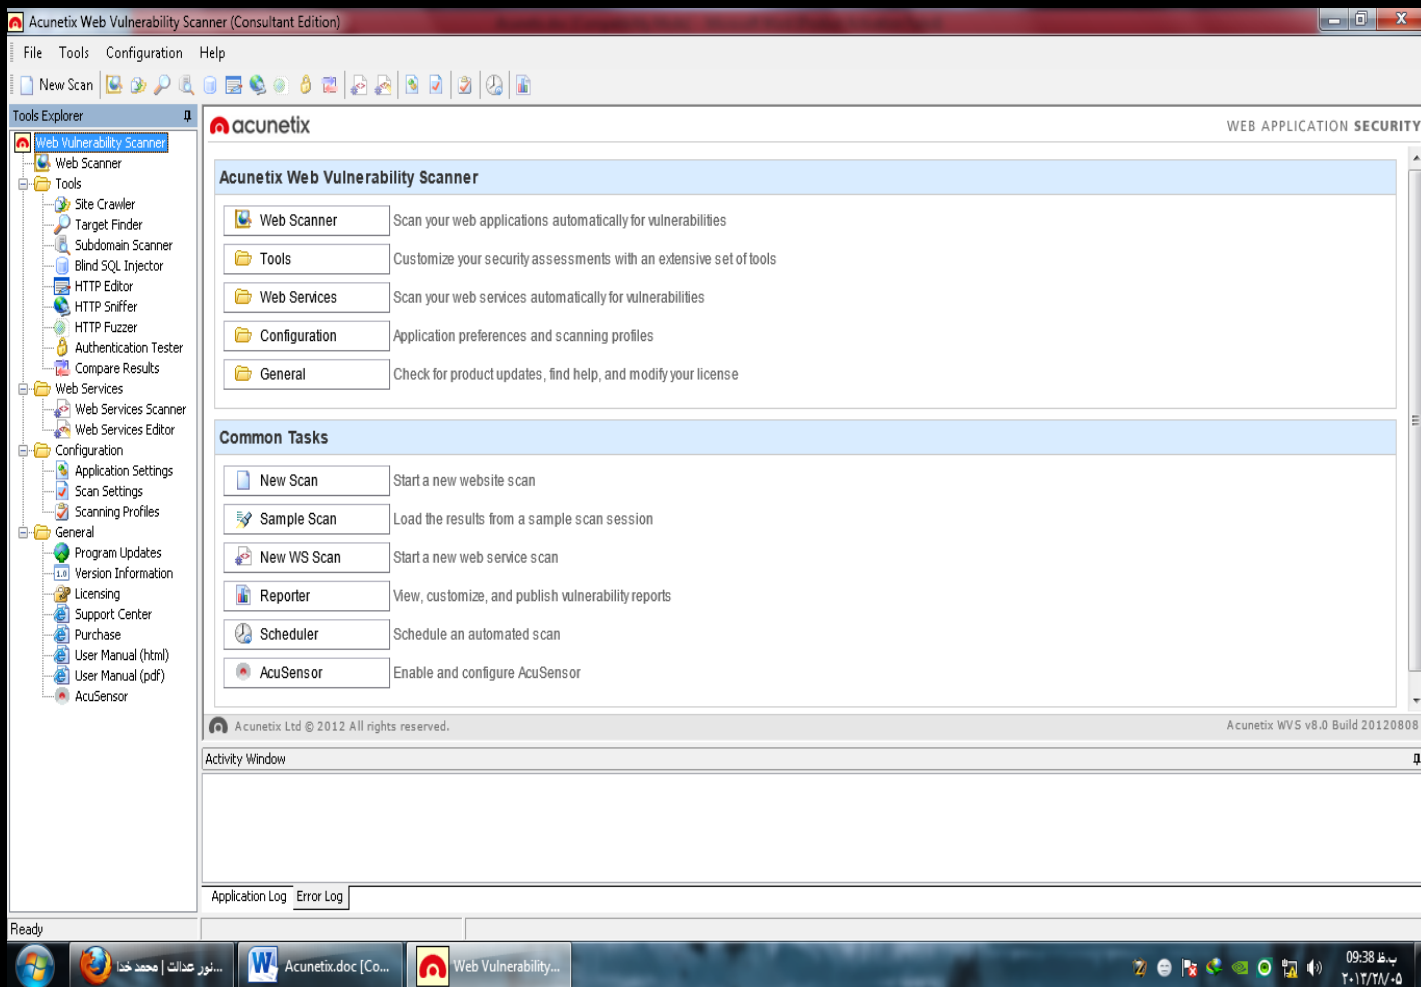 Acunetix Web Vulnerability Scanner (Consultant Edition)
File Tools Configuration Help
New Scan
Tools Explorer
Web Vulnerability Scanner
Web Scanner
Tools
Site Crawler
Target Finder
Subdomain Scanner
Blind SQL Injector
HTTP Editor
HTTP Sniffer
HTTP Fuzzer
Authentication Tester
Compare Results
Web Services
Web Services Scanner
Web Services Editor
Configuration
Application Settings
Scan Settings
Scanning Profiles
General
Program Updates
1.0 Version Information
Licensing
Support Center
Purchase
User Manual (html)
User Manual (pdf)
AcuSensor
acunetix
WEB APPLICATION SECURITY
Acunetix Web Vulnerability Scanner
Web Scanner Scan your web applications automatically for vulnerabilities
Tools Customize your security assessments with an extensive set of tools
Web Services Scan your web services automatically for vulnerabilities
Configuration Application preferences and scanning profiles
General Check for product updates, find help, and modify your license
Common Tasks
New Scan Start a new website scan
Sample Scan Load the results from a sample scan session
New WS Scan Start a new web service scan
Reporter View, customize, and publish vulnerability reports
Scheduler Schedule an automated scan
AcuSensor Enable and configure AcuSensor
Acunetix Ltd © 2012 All rights reserved.
Acunetix WVS v8.0 Build 20120808
Activity Window
Application Log Error Log
Ready
نور عدالت | محمد خدا...
Acunetix.doc [Co...
Web Vulnerability...
09:38 ب.ظ
۲۰۱۳/۲۸/۰۵